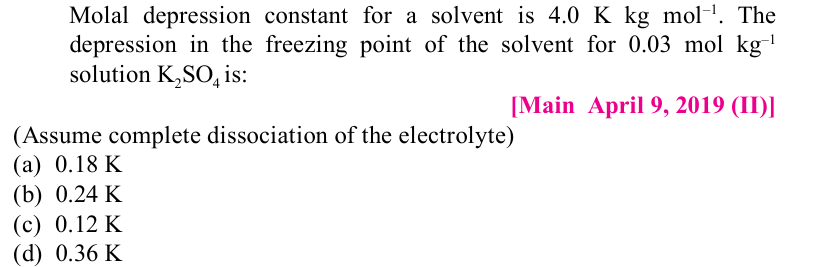 Molal depression constant for a solvent is 4.0 K kg mol⁻¹. The
depression in the freezing point of the solvent for 0.03 mol kg⁻¹
solution K₂SO₄ is:
[Main April 9, 2019 (II)]
(Assume complete dissociation of the electrolyte)
(a) 0.18 K
(b) 0.24 K
(c) 0.12 K
(d) 0.36 K